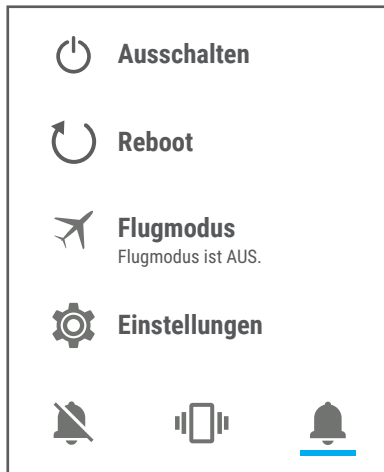 Ausschalten
Reboot
Flugmodus
Flugmodus ist AUS.
Einstellungen